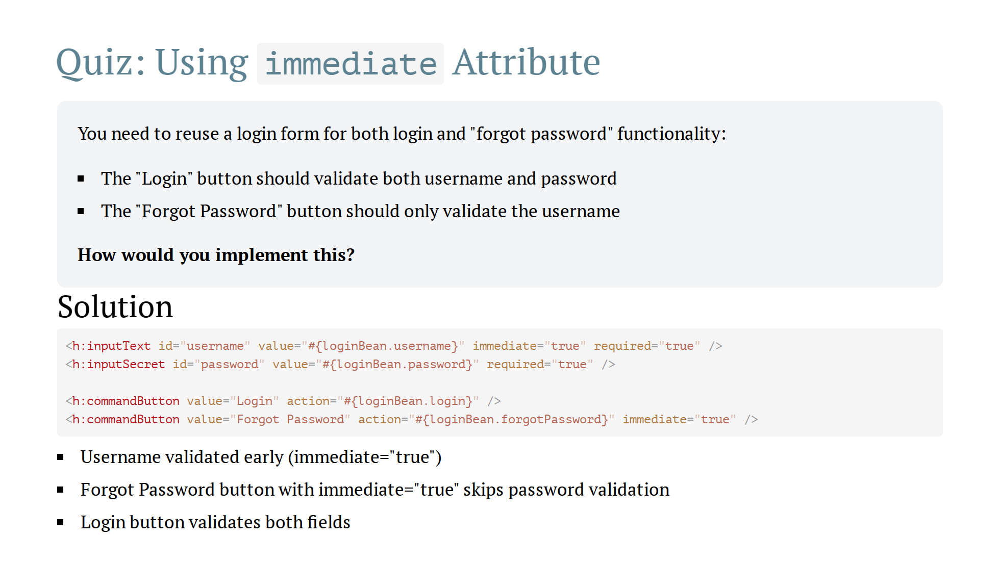 Quiz: Using immediate Attribute
You need to reuse a login form for both login and "forgot password" functionality:
▪ The "Login" button should validate both username and password
▪ The "Forgot Password" button should only validate the username
How would you implement this?
Solution
<h:inputText id="username" value="#{loginBean.username}" immediate="true" required="true" />
<h:inputSecret id="password" value="#{loginBean.password}" required="true" />
<h:commandButton value="Login" action="#{loginBean.login}" />
<h:commandButton value="Forgot Password" action="#{loginBean.forgotPassword}" immediate="true" />
▪ Username validated early (immediate="true")
▪ Forgot Password button with immediate="true" skips password validation
▪ Login button validates both fields